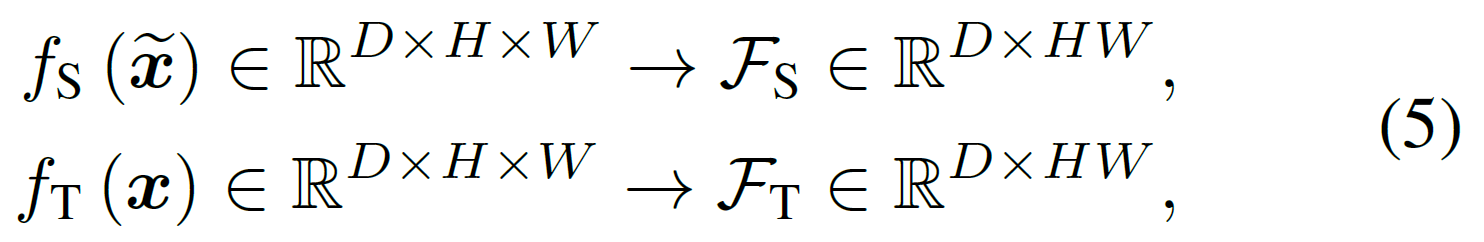 f_S (x̃) ∈ ℝ^{D×H×W} → ℱ_S ∈ ℝ^{D×HW},
f_T (x) ∈ ℝ^{D×H×W} → ℱ_T ∈ ℝ^{D×HW},
(5)